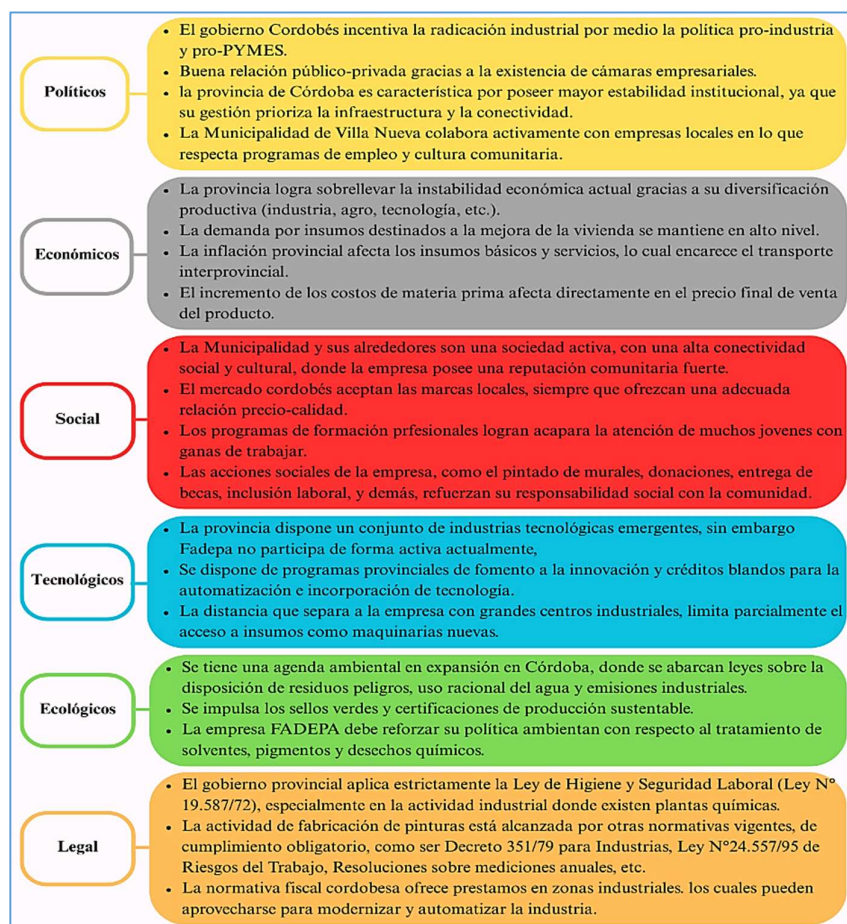 Políticos
• El gobierno Cordobés incentiva la radicación industrial por medio la política pro-industria
y pro-PYMES.
• Buena relación público-privada gracias a la existencia de cámaras empresariales.
• la provincia de Córdoba es característica por poseer mayor estabilidad institucional, ya que
su gestión prioriza la infraestructura y la conectividad.
• La Municipalidad de Villa Nueva colabora activamente con empresas locales en lo que
respecta programas de empleo y cultura comunitaria.
Económicos
• La provincia logra sobrellevar la instabilidad económica actual gracias a su diversificación
productiva (industria, agro, tecnología, etc.).
• La demanda por insumos destinados a la mejora de la vivienda se mantiene en alto nivel.
• La inflación provincial afecta los insumos básicos y servicios, lo cual encarece el transporte
interprovincial.
• El incremento de los costos de materia prima afecta directamente en el precio final de venta
del producto.
Social
• La Municipalidad y sus alrededores son una sociedad activa, con una alta conectividad
social y cultural, donde la empresa posee una reputación comunitaria fuerte.
• El mercado cordobés aceptan las marcas locales, siempre que ofrezcan una adecuada
relación precio-calidad.
• Los programas de formación prfesionales logran acapara la atención de muchos jovenes con
ganas de trabajar.
• Las acciones sociales de la empresa, como el pintado de murales, donaciones, entrega de
becas, inclusión laboral, y demás, refuerzan su responsabilidad social con la comunidad.
Tecnológicos
• La provincia dispone un conjunto de industrias tecnológicas emergentes, sin embargo
Fadepa no participa de forma activa actualmente,
• Se dispone de programas provinciales de fomento a la innovación y créditos blandos para la
automatización e incorporación de tecnología.
• La distancia que separa a la empresa con grandes centros industriales, limita parcialmente el
acceso a insumos como maquinarias nuevas.
Ecológicos
• Se tiene una agenda ambiental en expansión en Córdoba, donde se abarcan leyes sobre la
disposición de residuos peligros, uso racional del agua y emisiones industriales.
• Se impulsa los sellos verdes y certificaciones de producción sustentable.
• La empresa FADEPA debe reforzar su política ambientan con respecto al tratamiento de
solventes, pigmentos y desechos químicos.
Legal
• El gobierno provincial aplica estrictamente la Ley de Higiene y Seguridad Laboral (Ley N°
19.587/72), especialmente en la actividad industrial donde existen plantas químicas.
• La actividad de fabricación de pinturas está alcanzada por otras normativas vigentes, de
cumplimiento obligatorio, como ser Decreto 351/79 para Industrias, Ley N°24.557/95 de
Riesgos del Trabajo, Resoluciones sobre mediciones anuales, etc.
• La normativa fiscal cordobesa ofrece prestamos en zonas industriales. los cuales pueden
aprovecharse para modernizar y automatizar la industria.